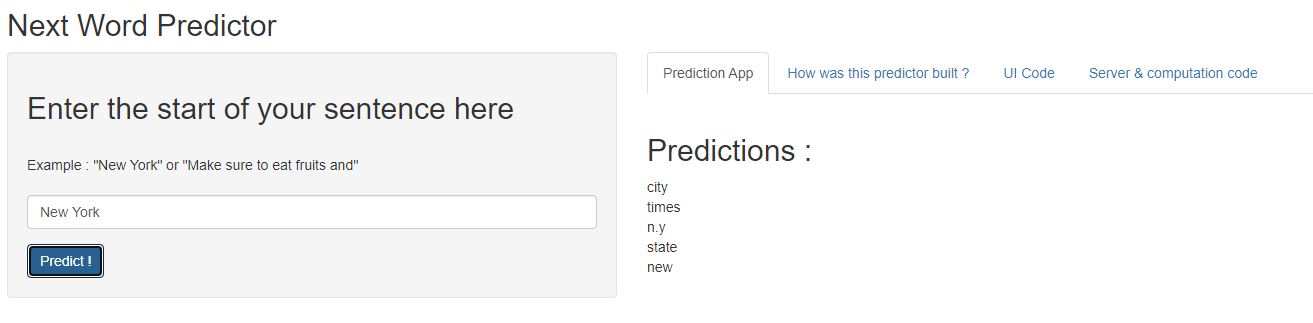 Next Word Predictor
Enter the start of your sentence here
Example : "New York" or "Make sure to eat fruits and"
New York
Predict !
Prediction App
How was this predictor built ?
UI Code
Server & computation code
Predictions :
city
times
n.y
state
new